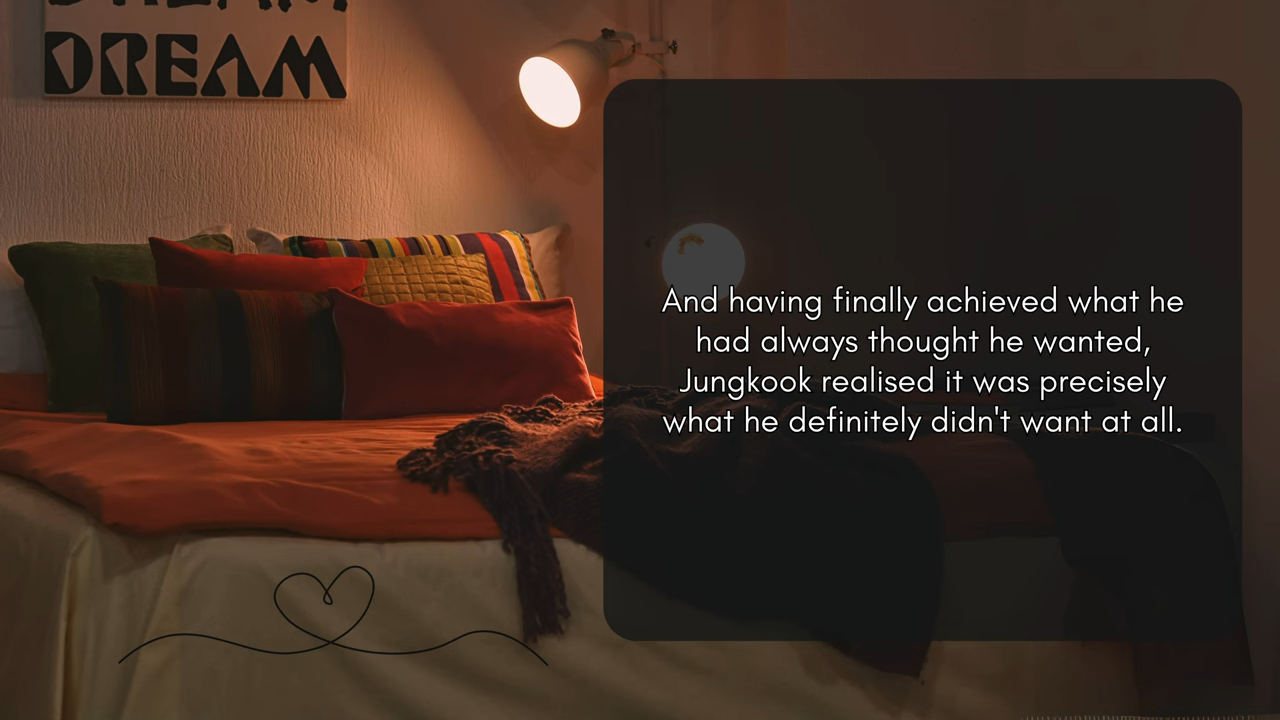 DREAM
DREAM
And having finally achieved what he
had always thought he wanted,
Jungkook realised it was precisely
what he definitely didn't want at all.